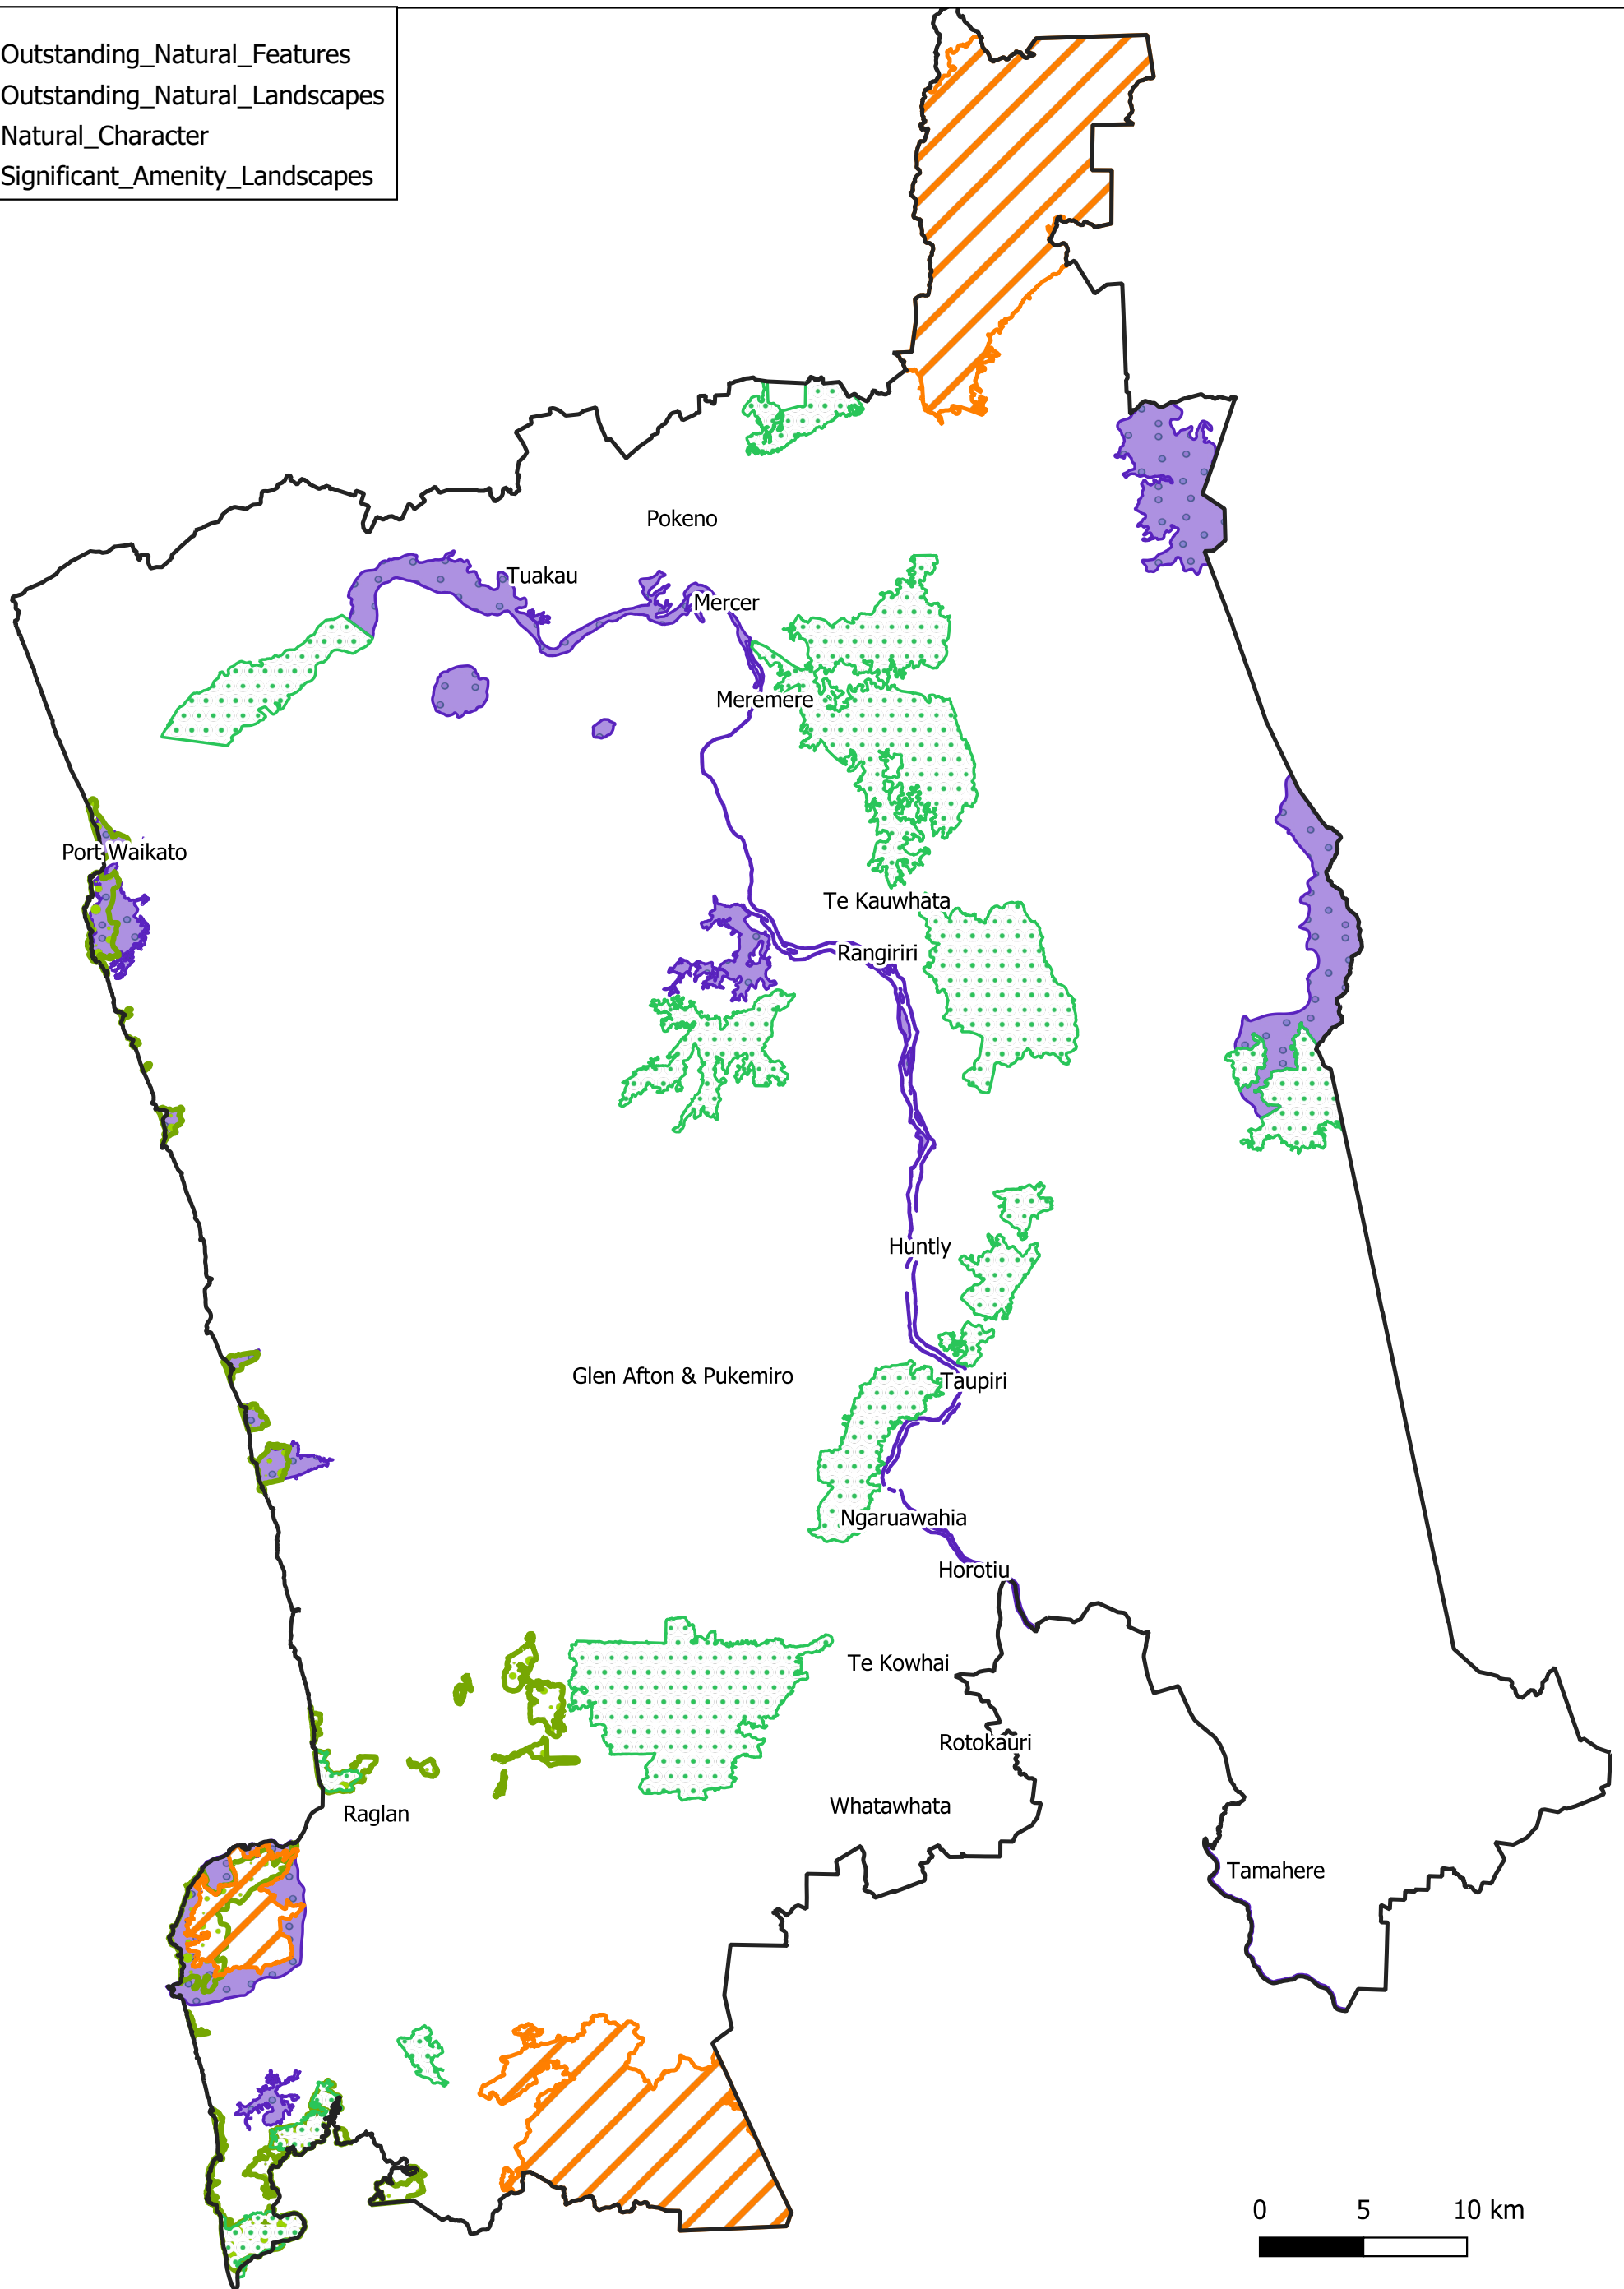 Outstanding_Natural_Features
Outstanding_Natural_Landscapes
Natural_Character
Significant_Amenity_Landscapes
Pokeno
Tuakau
Mercer
Meremere
Port Waikato
Te Kauwhata
Rangiriri
Huntly
Glen Afton & Pukemiro
Taupiri
Ngaruawahia
Horotiu
Te Kowhai
Rotokauri
Whatawhata
Raglan
Tamahere
0 5 10 km